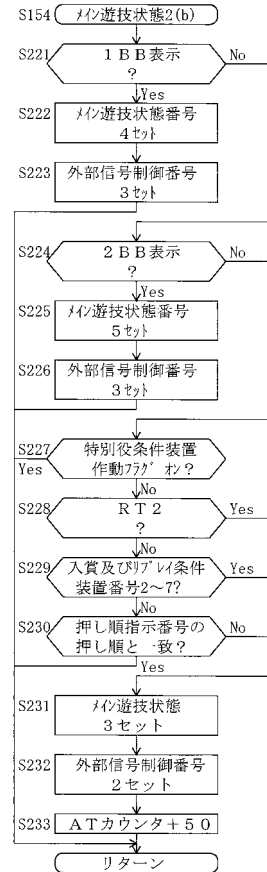 S154 メイン遊技状態2(b)
S221 1BB表示 No
?
Yes
S222 メイン遊技状態番号
4セット
S223 外部信号制御番号
3セット
S224 2BB表示 No
?
Yes
S225 メイン遊技状態番号
5セット
S226 外部信号制御番号
3セット
S227 特別役条件装置
Yes 作動フラグ オン?
No
S228 RT2 Yes
?
No
S229 入賞及びリプレイ条件 Yes
装置番号2~7?
No
S230 押し順指示番号の No
押し順と一致?
Yes
S231 メイン遊技状態
3セット
S232 外部信号制御番号
2セット
S233 ATカウンタ+50
リターン